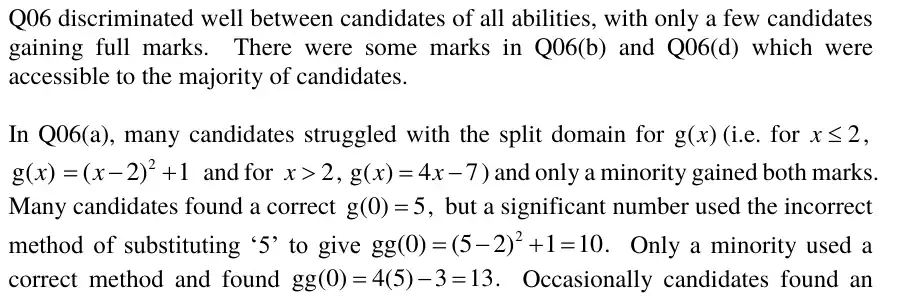 Q06 discriminated well between candidates of all abilities, with only a few candidates
gaining full marks. There were some marks in Q06(b) and Q06(d) which were
accessible to the majority of candidates.
In Q06(a), many candidates struggled with the split domain for g(x) (i.e. for x ≤ 2,
g(x) = (x − 2)² + 1 and for x > 2, g(x) = 4x − 7) and only a minority gained both marks.
Many candidates found a correct g(0) = 5, but a significant number used the incorrect
method of substituting ‘5’ to give gg(0) = (5 − 2)² + 1 = 10. Only a minority used a
correct method and found gg(0) = 4(5) − 3 = 13. Occasionally candidates found an